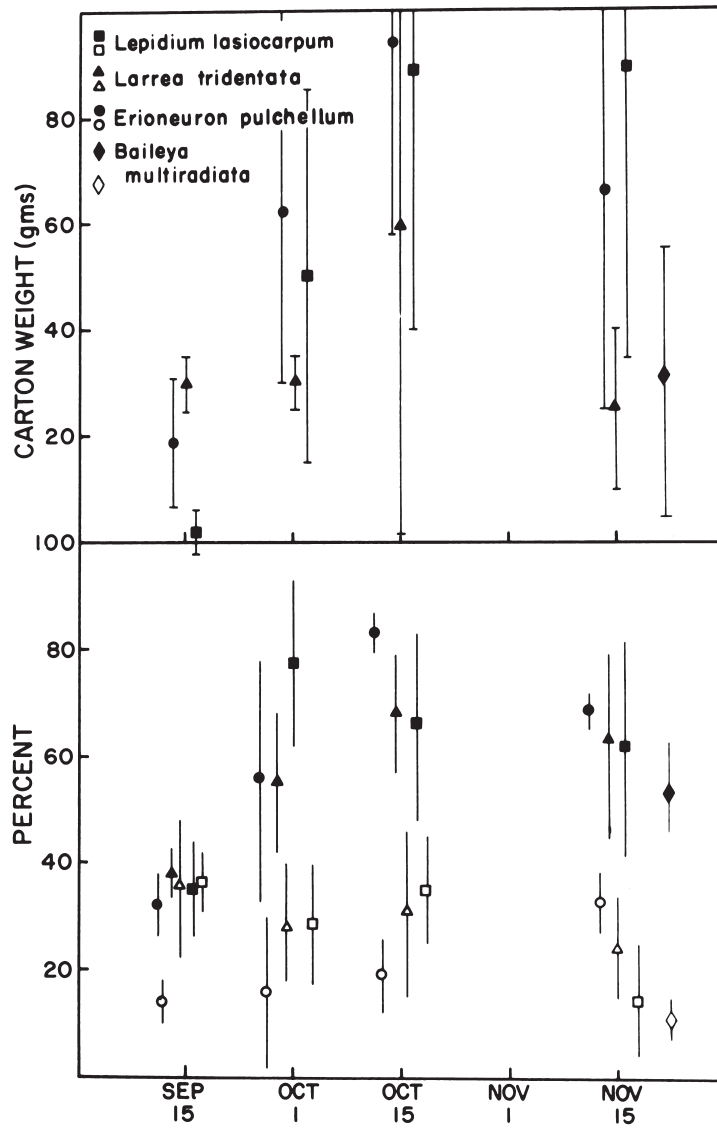 Lepidium lasiocarpum
Larrea tridentata
Erioneuron pulchellum
Baileya
multiradiata
CARTON WEIGHT (gms)
80
60
40
20
100
PERCENT
80
60
40
20
SEP OCT OCT NOV NOV
15 1 15 1 15